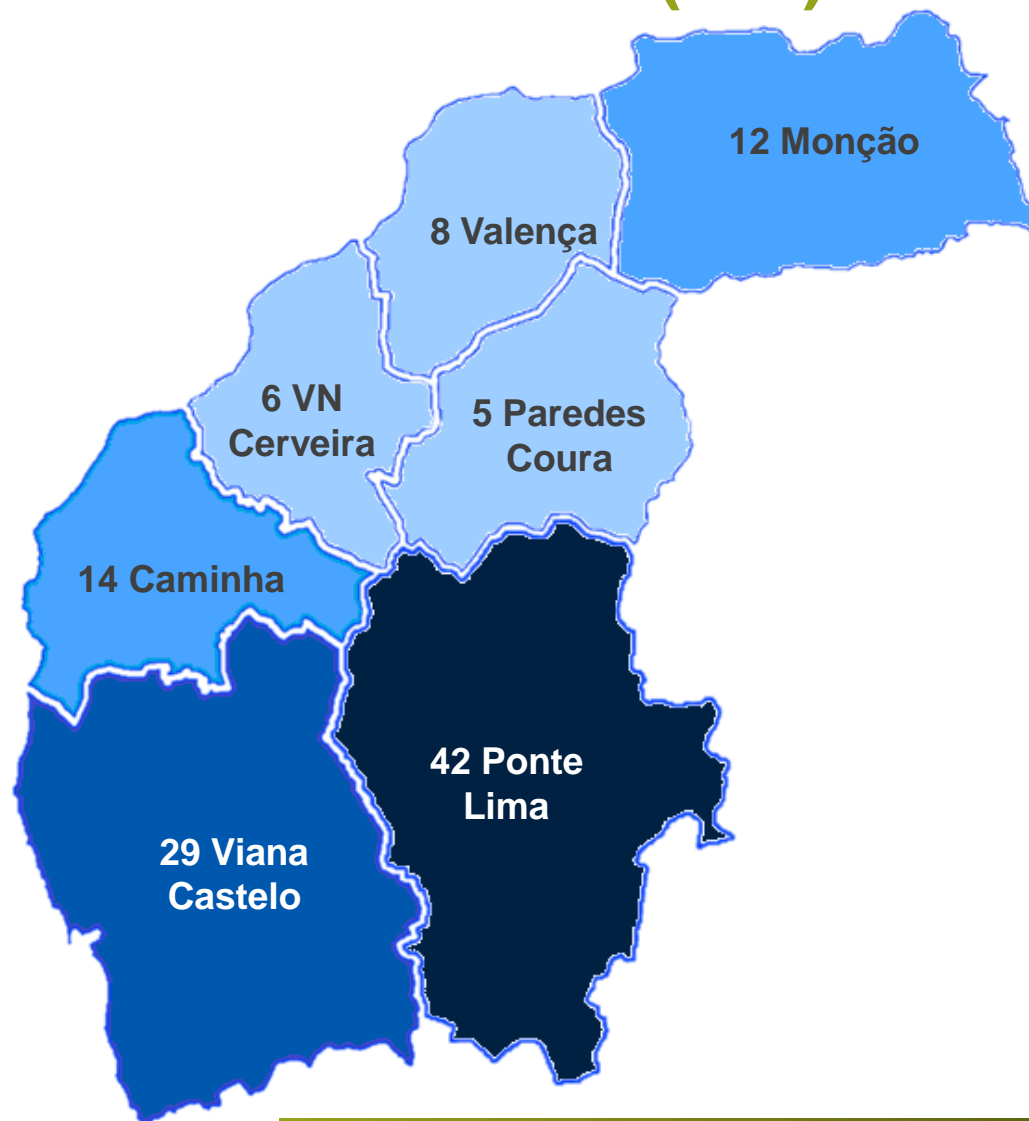 12 Monção
8 Valença
6 VN
Cerveira
5 Paredes
Coura
14 Caminha
42 Ponte
Lima
29 Viana
Castelo